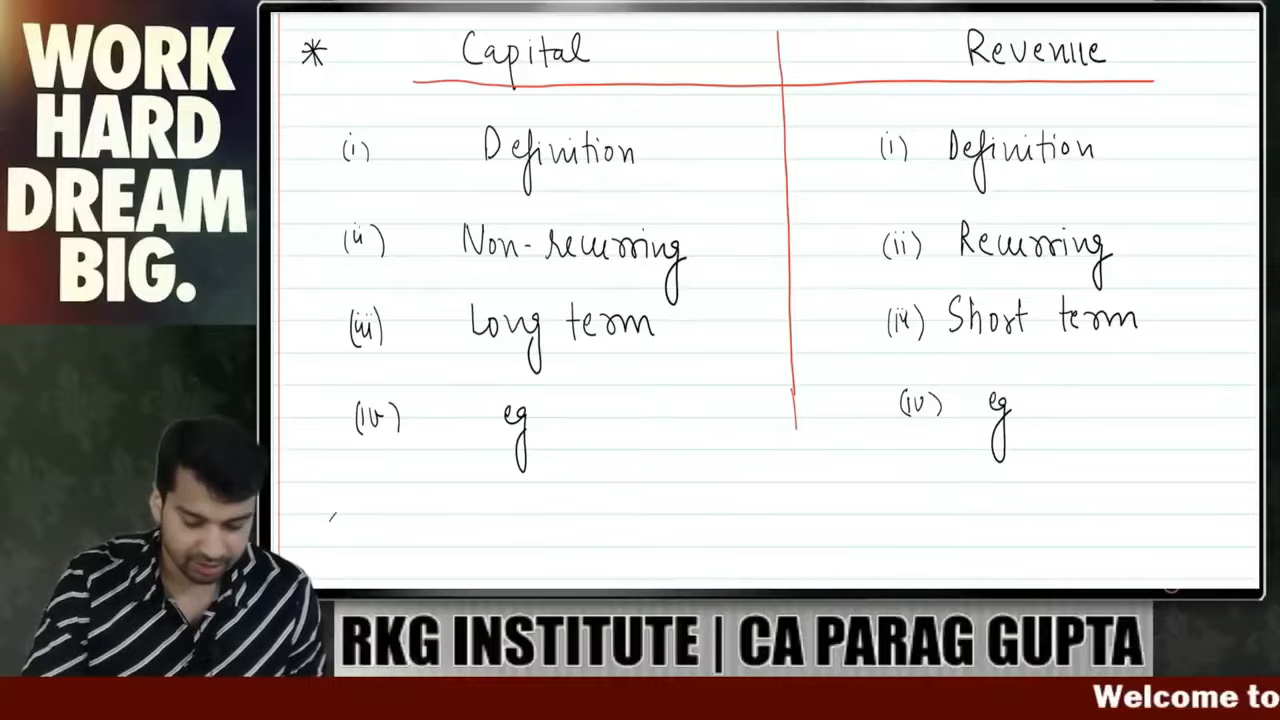 WORK
HARD
DREAM
BIG.
* Capital Revenue
(i) Definition (i) Definition
(ii) Non-recurring (ii) Recurring
(iii) Long term (iii) Short term
(iv) eg (iv) eg
RKG INSTITUTE | CA PARAG GUPTA
Welcome to